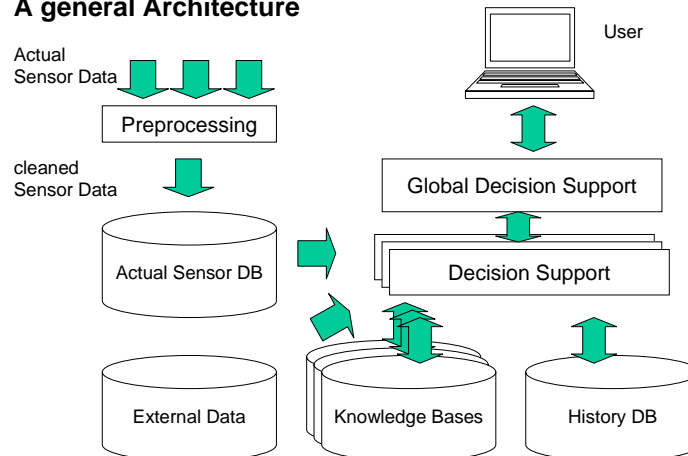 A general Architecture
User
Actual
Sensor Data
Preprocessing
cleaned
Sensor Data
Global Decision Support
Actual Sensor DB
Decision Support
External Data
Knowledge Bases
History DB